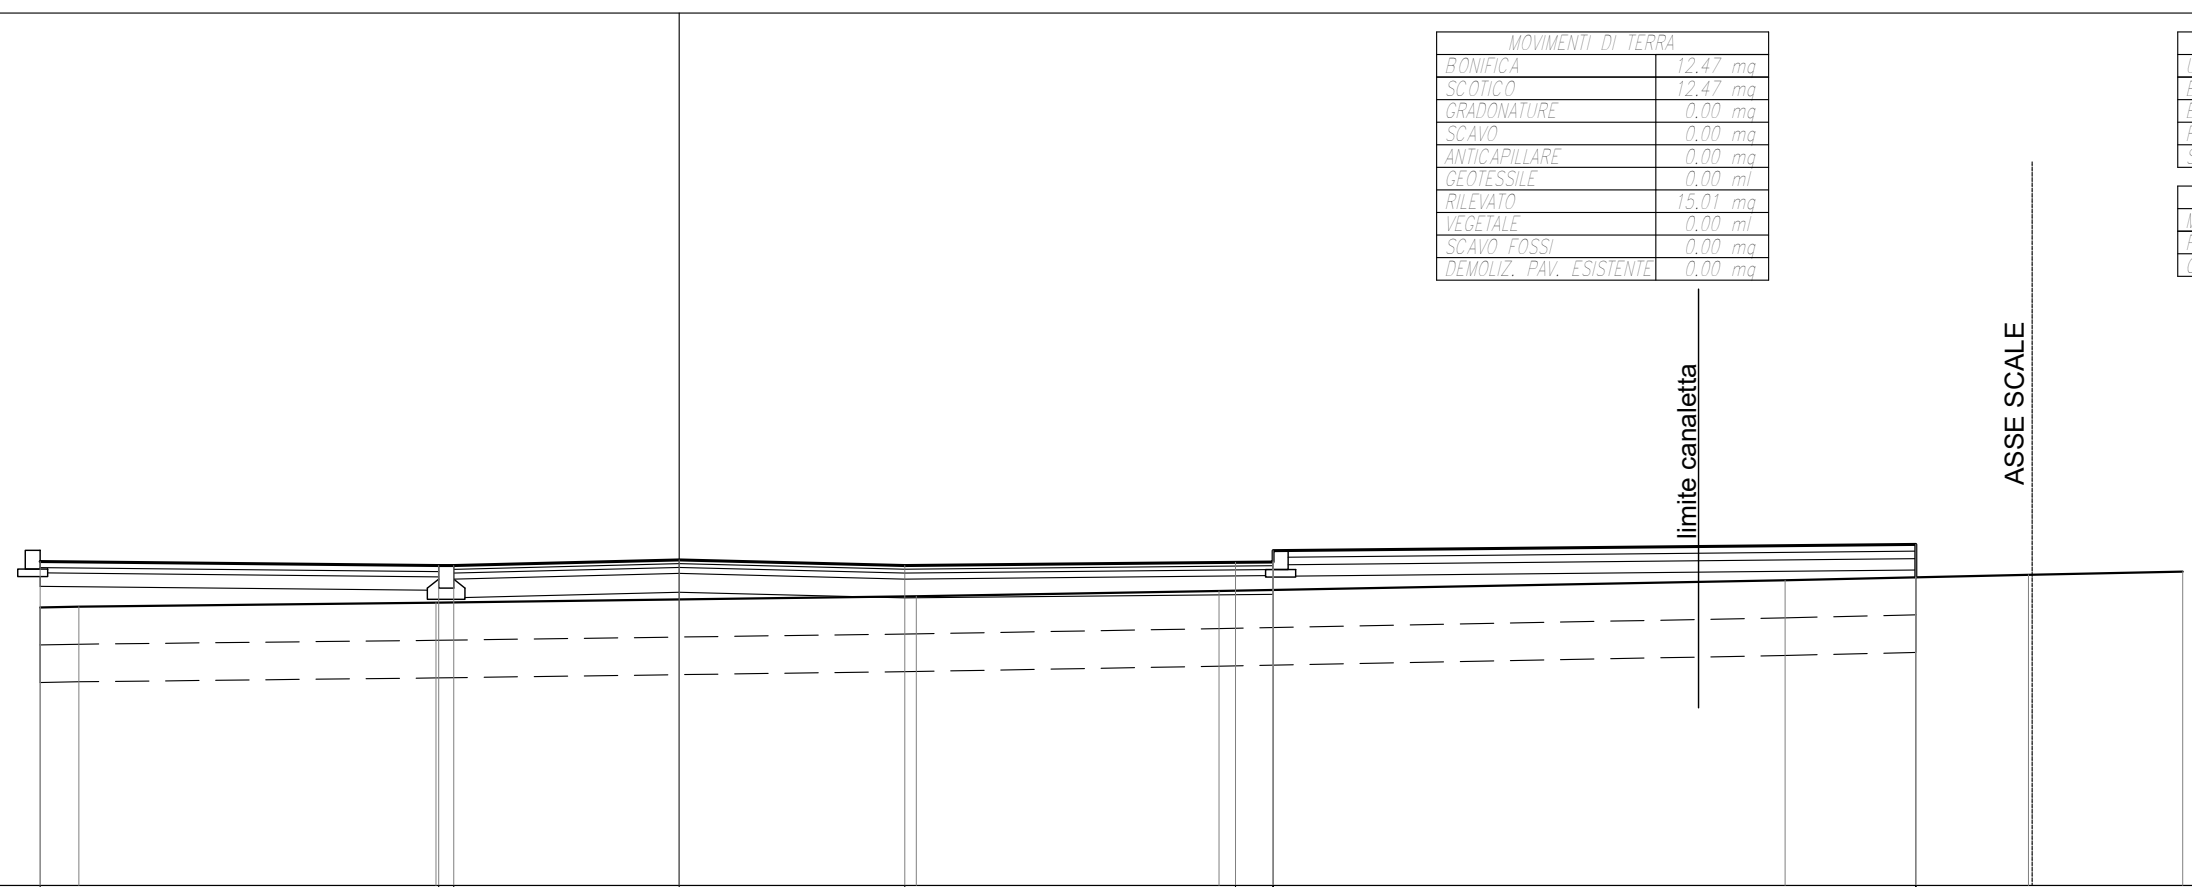 MOVIMENTI DI TERRA
BONIFICA 12.47 mq
SCOTICO 12.47 mq
GRADONATURE 0.00 mq
SCAVO 0.00 mq
ANTICAPILLARE 0.00 mq
GEOTESSILE 0.00 ml
RILEVATO 15.01 mq
VEGETALE 0.00 ml
SCAVO FOSSI 0.00 mq
DEMOLIZ. PAV. ESISTENTE 0.00 mq
limite canaletta
ASSE SCALE